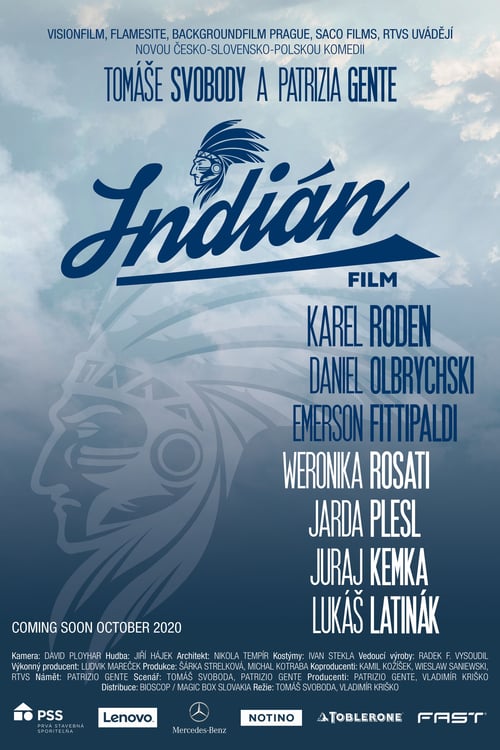 VISIONFILM, FLAMESITE, BACKGROUNDFILM PRAGUE, SACO FILMS, RTVS UVÁDĚJÍ
NOVOU ČESKO-SLOVENSKO-POLSKOU KOMEDII
TOMÁŠE SVOBODY A PATRIZIA GENTE
Indián
FILM
KAREL RODEN
DANIEL OLBRYCHSKI
EMERSON FITTIPALDI
WERONIKA ROSATI
JARDA PLESL
JURAJ KEMKA
LUKÁŠ LATINÁK
COMING SOON OCTOBER 2020
Kamera: DAVID PLOYHAR Hudba: JIŘÍ HÁJEK Architekt: NIKOLA TEMPÍR Kostýmy: IVAN STEKLA Vedoucí výroby: RADEK F. VYSOUDIL
Výkonný producent: LUDVIK MAREČEK Produkce: ŠÁRKA STRELKOVÁ, MICHAL KOTRABA Koproducenti: KAMIL KOŽÍŠEK, WIESLAW SANIEWSKI,
RTVS Námět: PATRIZIO GENTE Scénář: TOMÁŠ SVOBODA, PATRIZIO GENTE Producenti: PATRIZIO GENTE, VLADIMÍR KRIŠKO
Distribuce: BIOSCOP / MAGIC BOX SLOVAKIA Režie: TOMÁŠ SVOBODA, VLADIMÍR KRIŠKO
PSS
PRVÁ STAVEBNÁ
SPORITEĽŇA
Lenovo
Mercedes-Benz
NOTINO
TOBLERONE
FAST